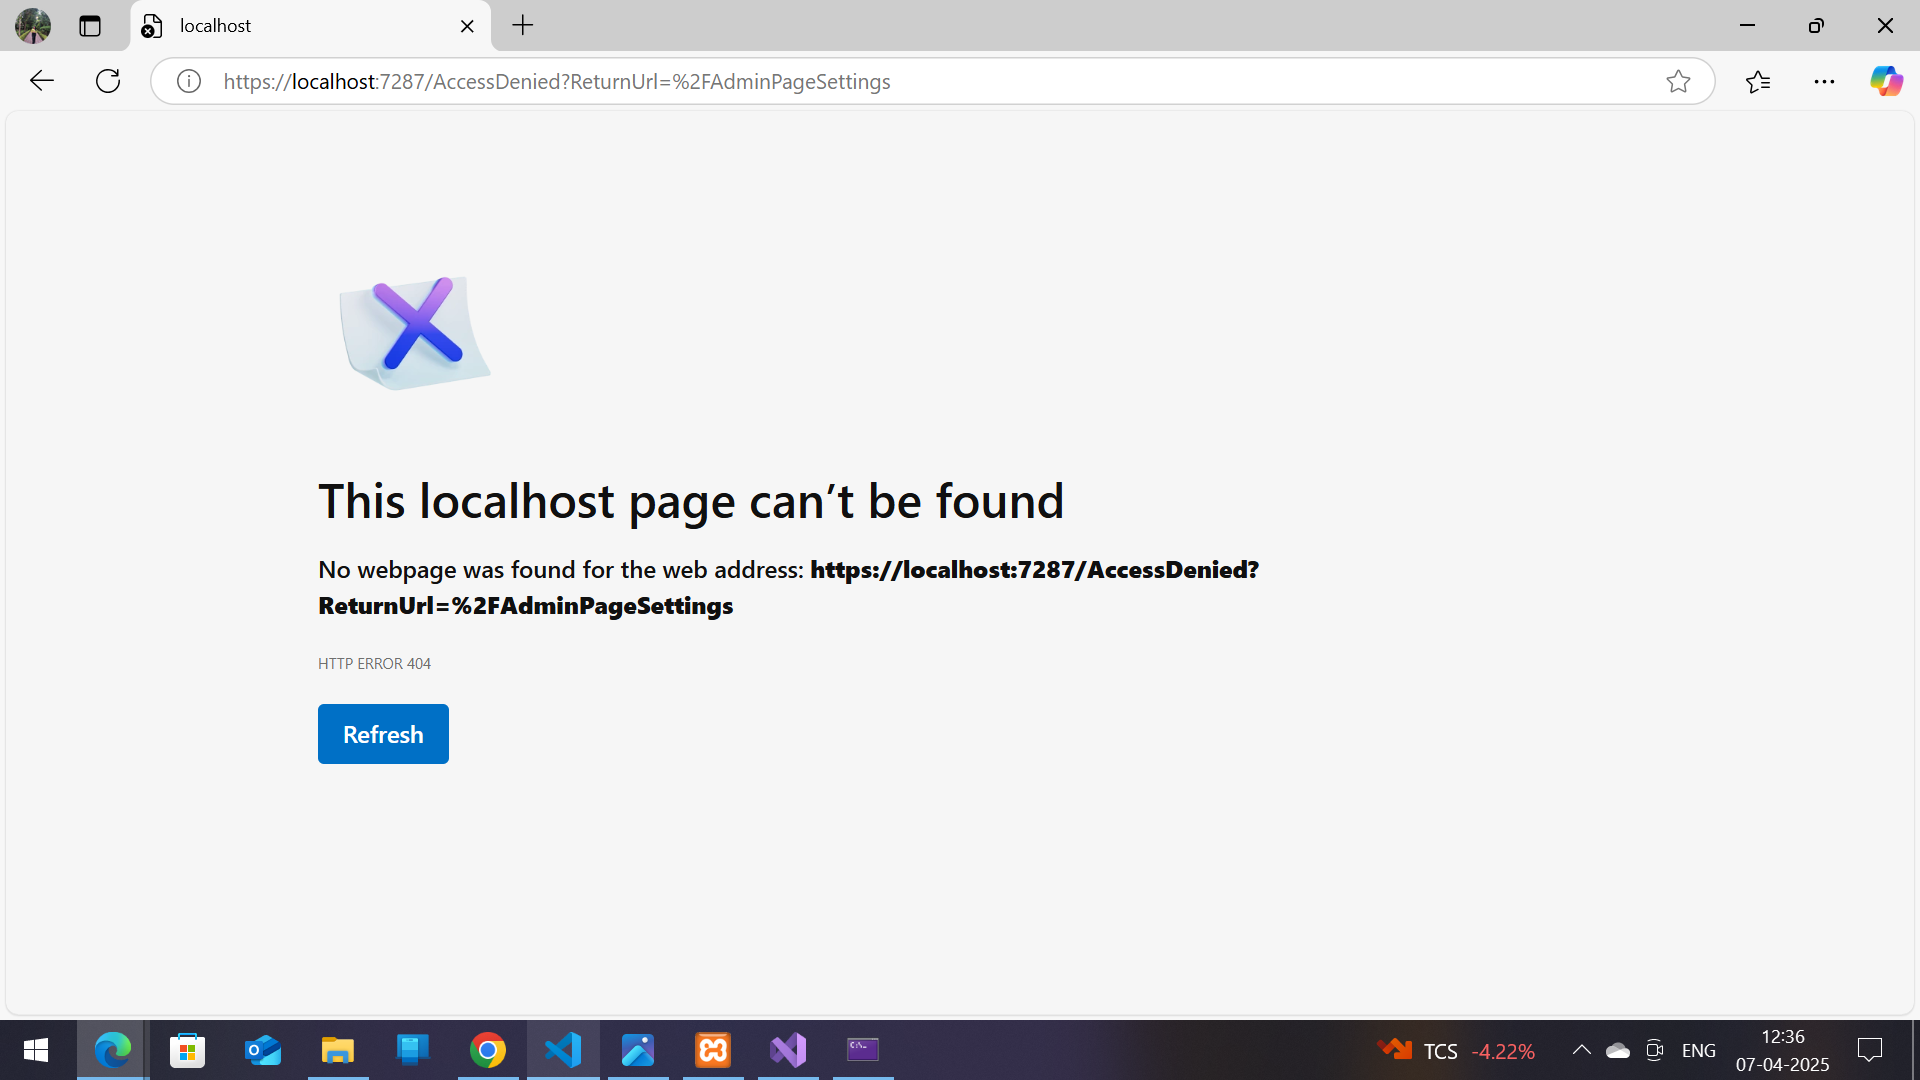 localhost
https://localhost:7287/AccessDenied?ReturnUrl=%2FAdminPageSettings
This localhost page can’t be found
No webpage was found for the web address: https://localhost:7287/AccessDenied?
ReturnUrl=%2FAdminPageSettings
HTTP ERROR 404
Refresh
TCS -4.22%
ENG
12:36
07-04-2025